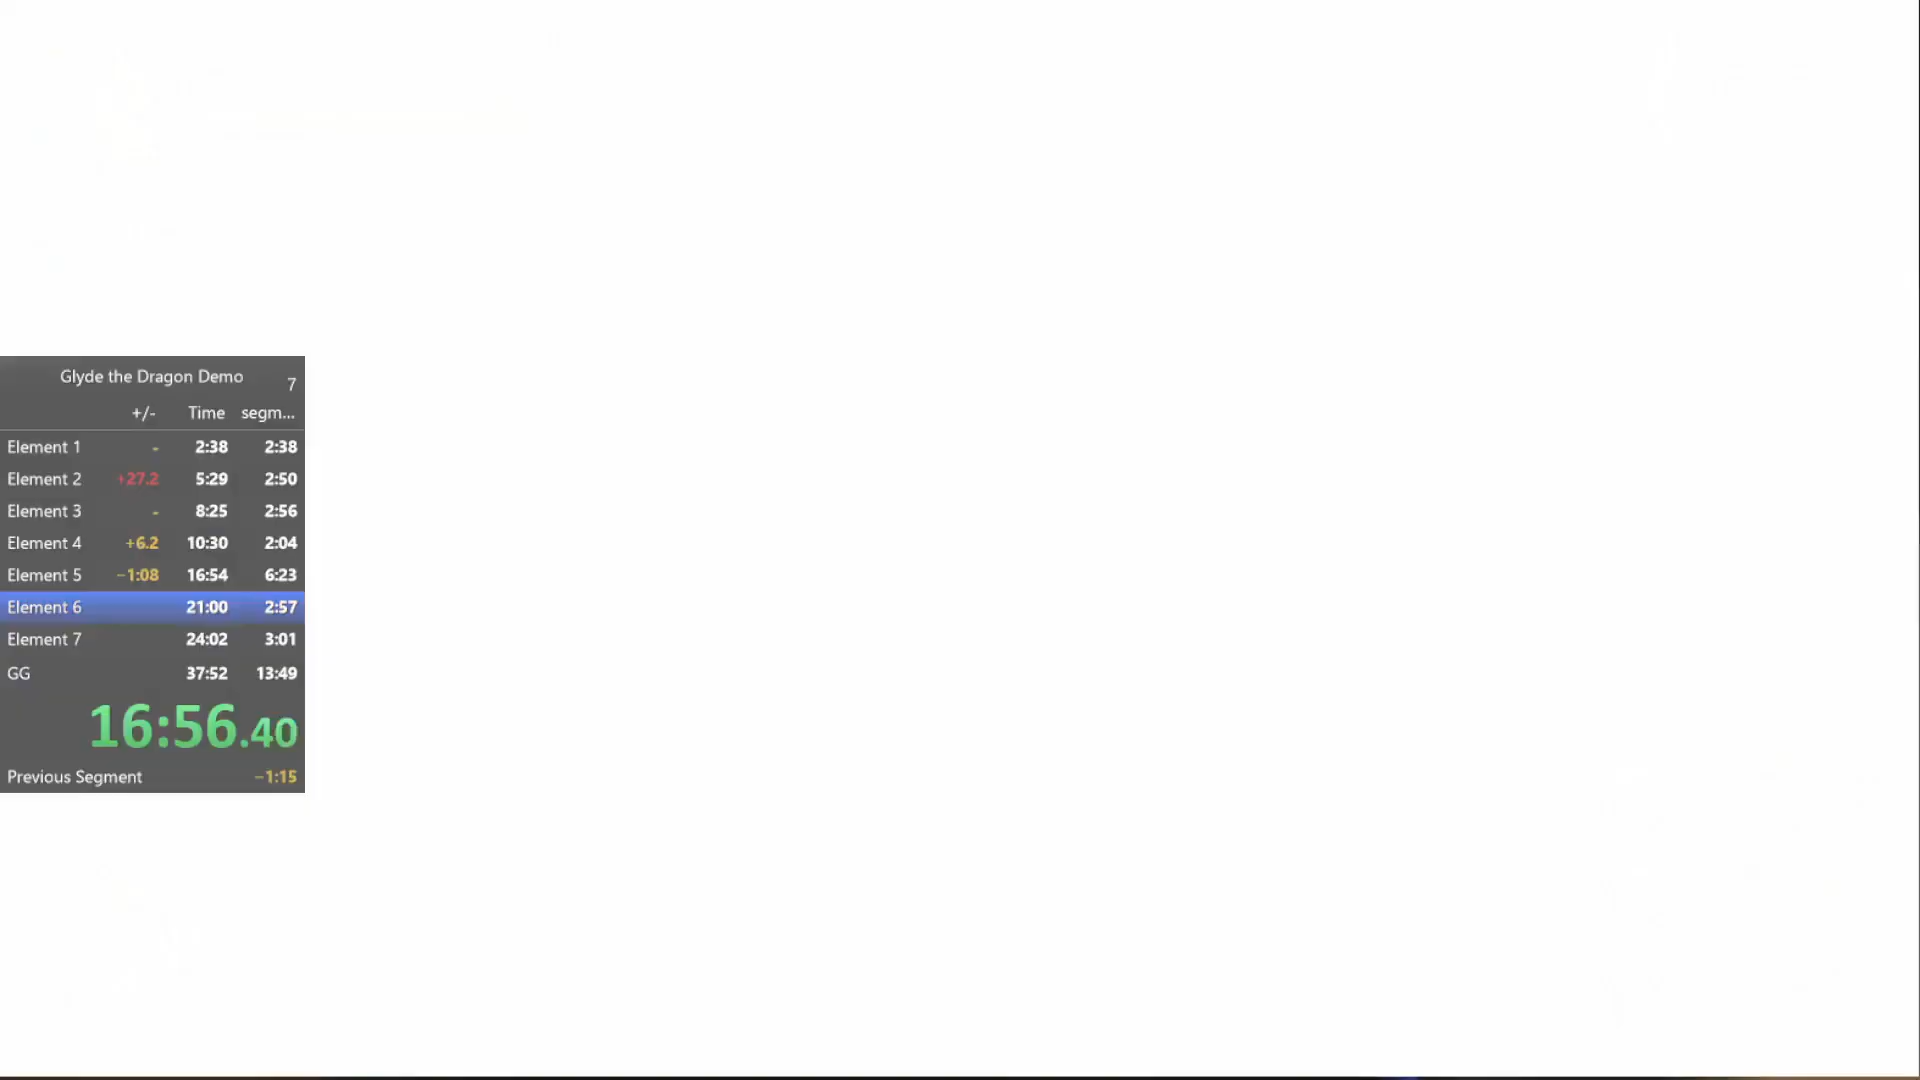 Glyde the Dragon Demo 7
+/- Time segm...
Element 1 - 2:38 2:38
Element 2 +27.2 5:29 2:50
Element 3 - 8:25 2:56
Element 4 +6.2 10:30 2:04
Element 5 −1:08 16:54 6:23
Element 6 21:00 2:57
Element 7 24:02 3:01
GG 37:52 13:49
16:56.40
Previous Segment −1:15